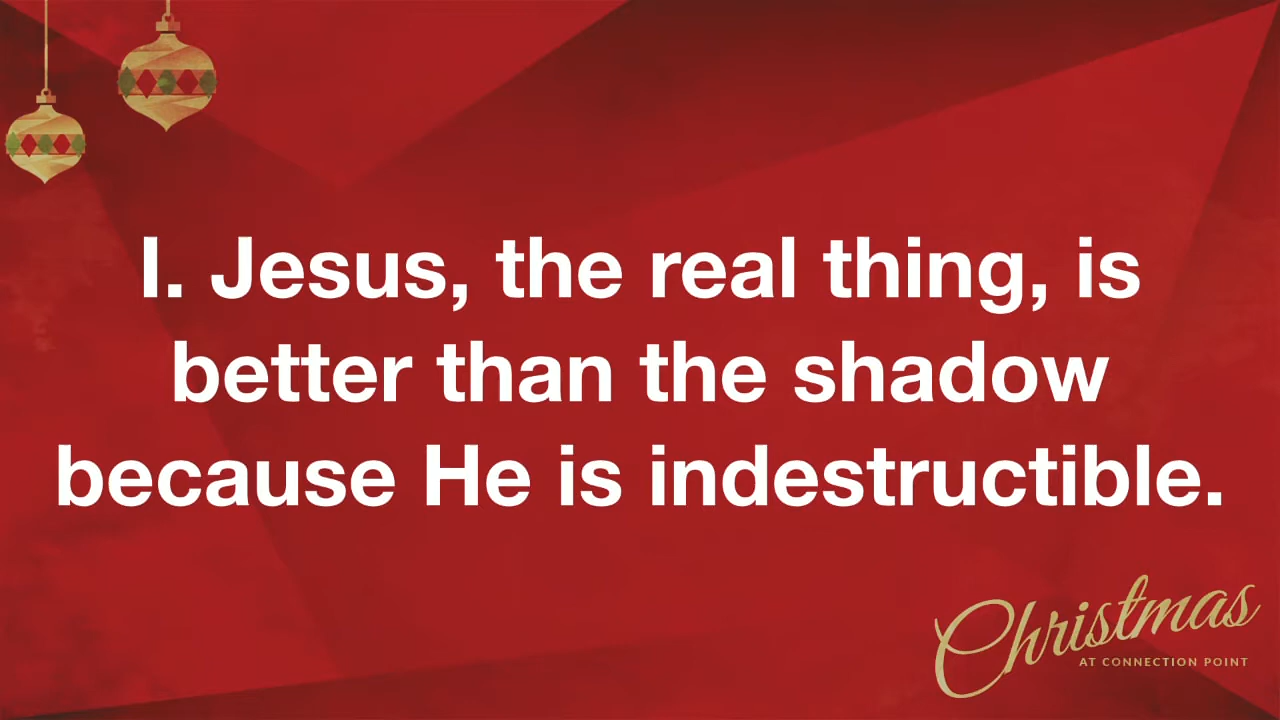 I. Jesus, the real thing, is
better than the shadow
because He is indestructible.
Christmas
AT CONNECTION POINT